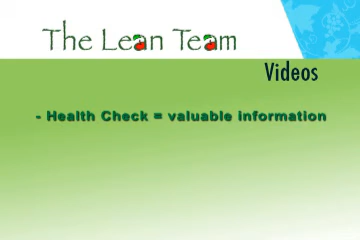 The Lean Team
Videos
- Health Check = valuable information